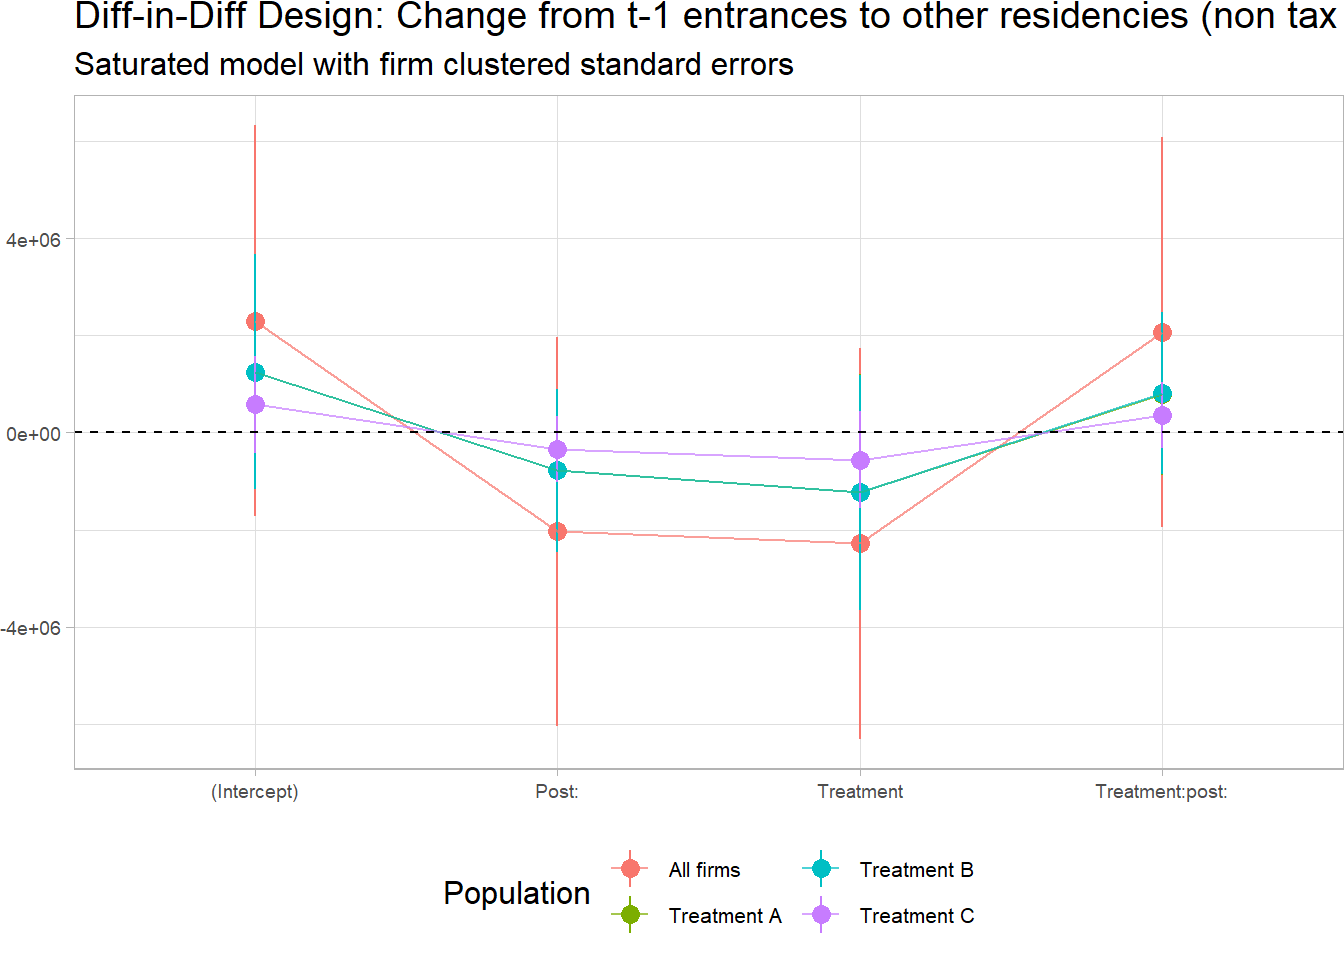 Diff-in-Diff Design: Change from t-1 entrances to other residencies (non tax
Saturated model with firm clustered standard errors
4e+06
0e+00
-4e+06
(Intercept) Post: Treatment Treatment:post:
Population
All firms Treatment B
Treatment A Treatment C